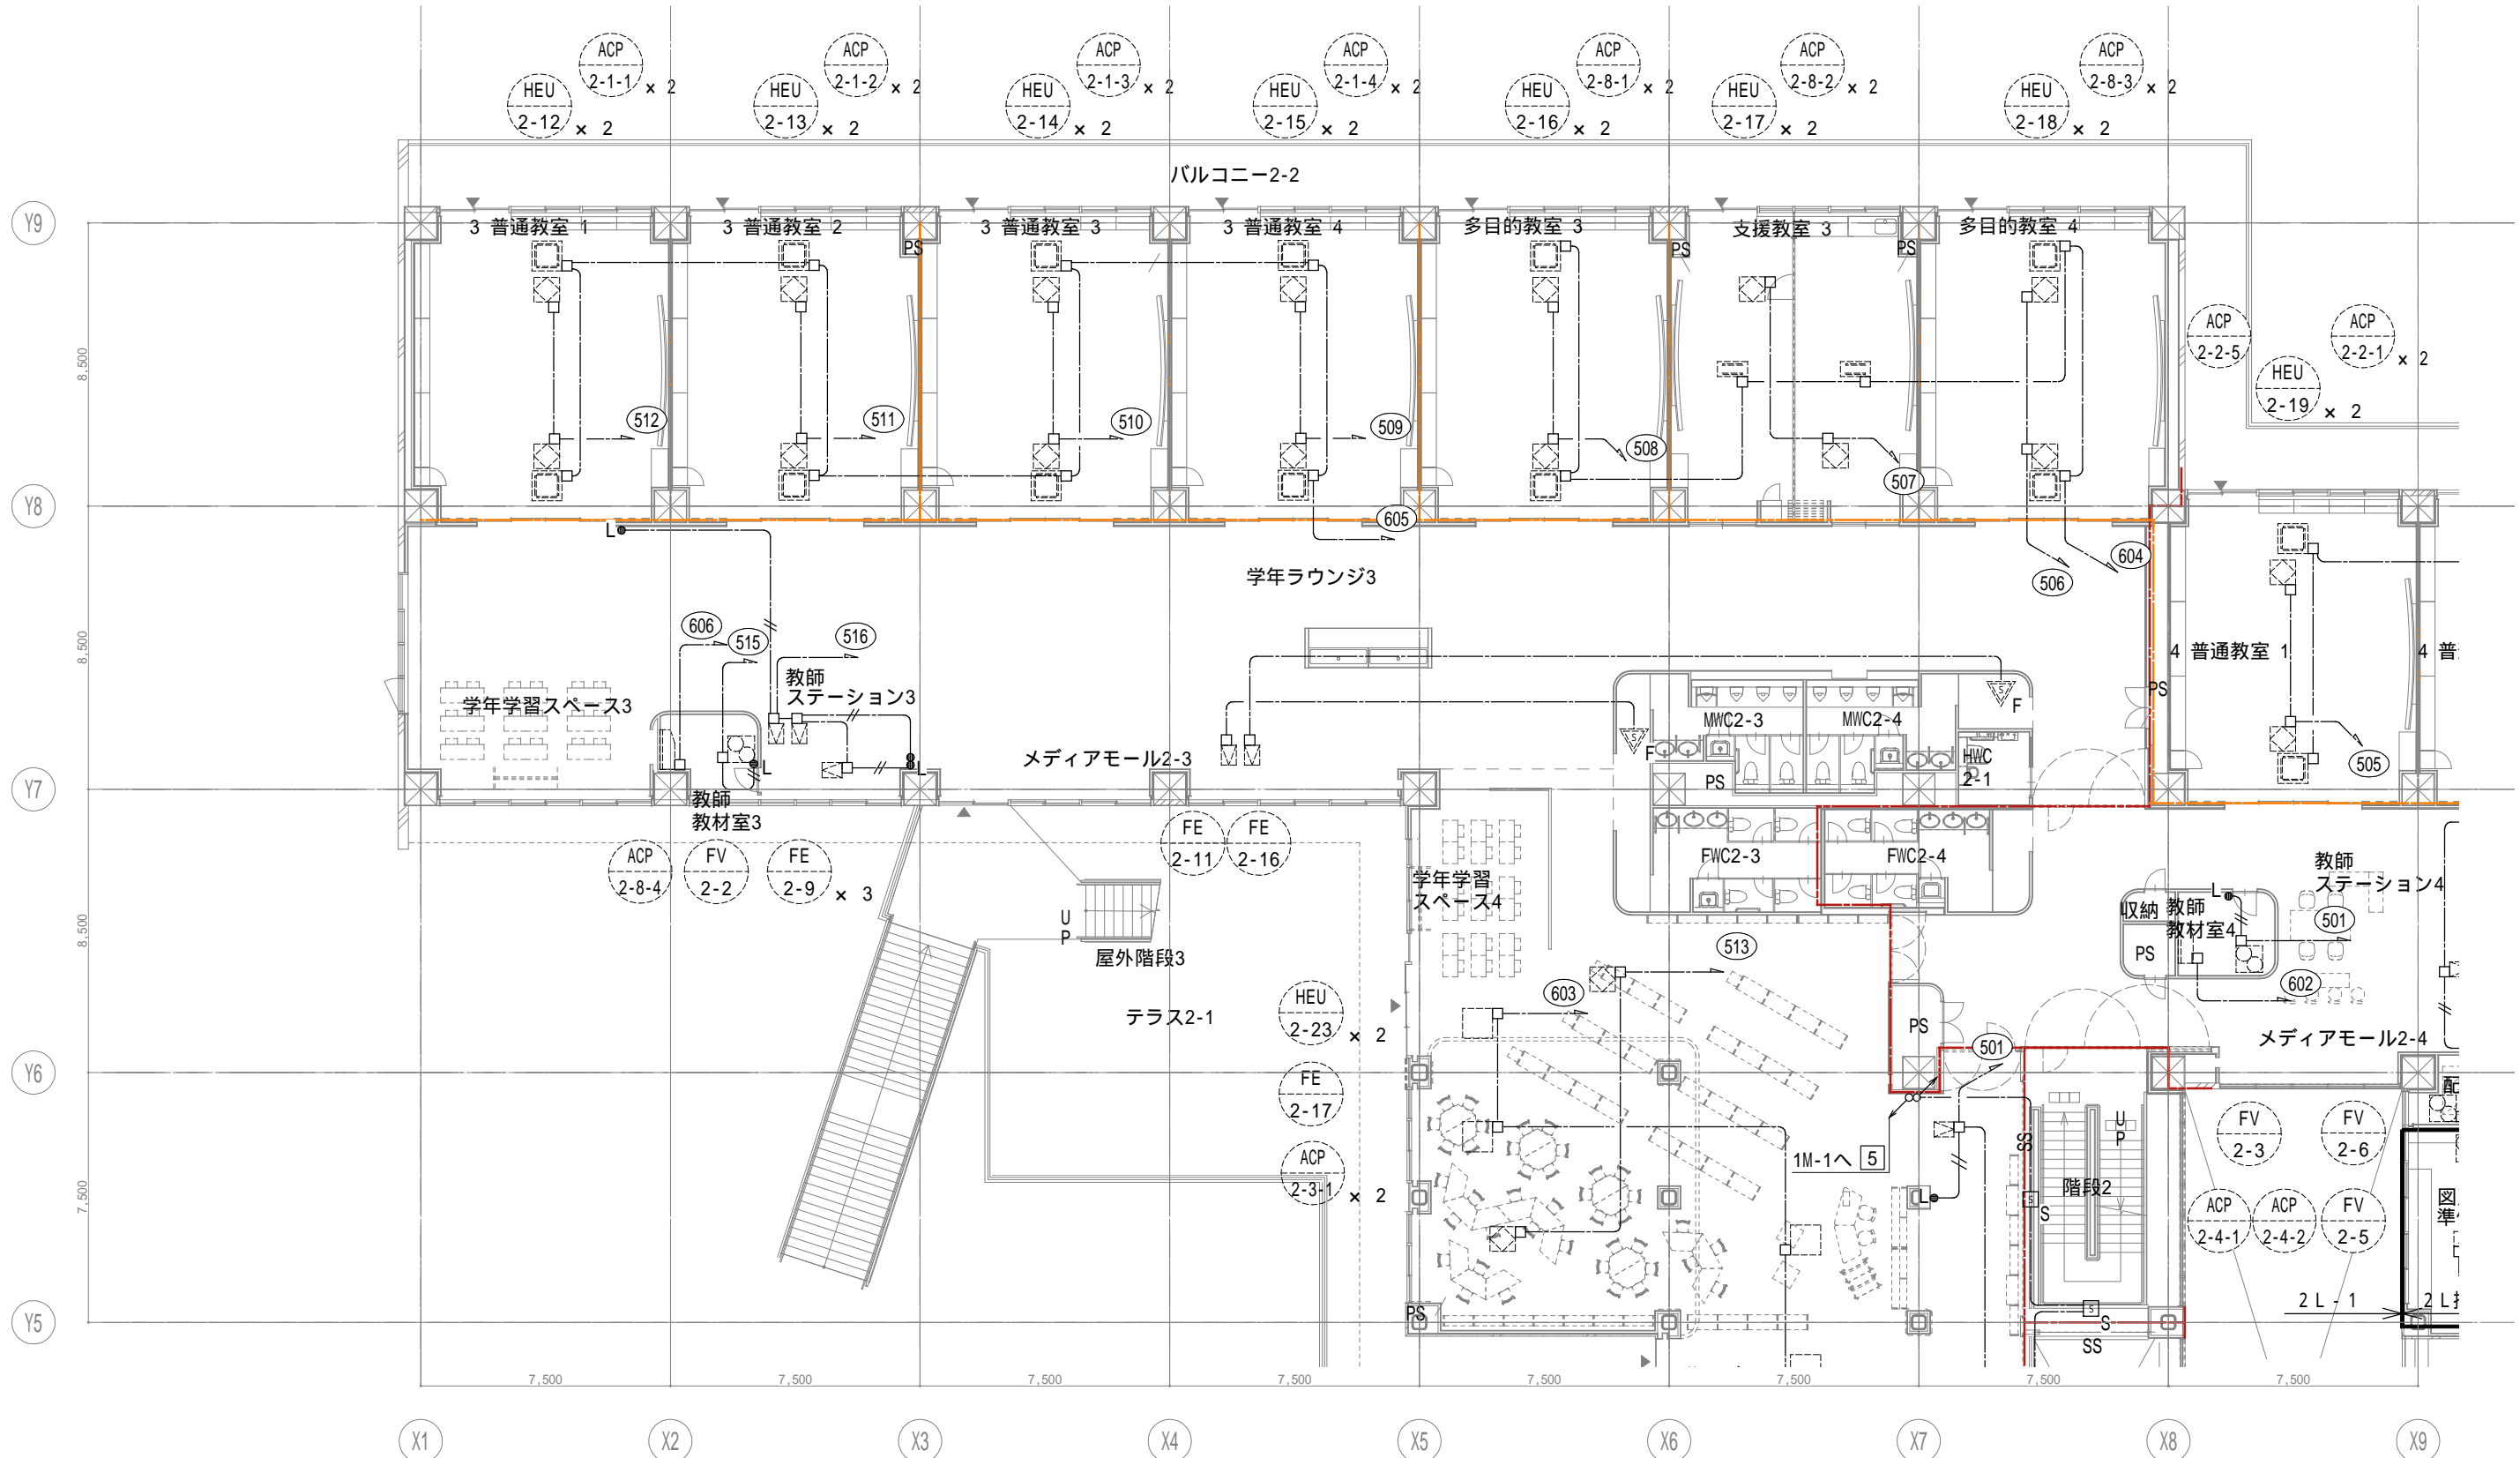 ACP
2-1-1 × 2
ACP
2-1-2 × 2
ACP
2-1-3 × 2
ACP
2-1-4 × 2
ACP
2-8-1 × 2
ACP
2-8-2 × 2
ACP
2-8-3 × 2
HEU
2-12 × 2
HEU
2-13 × 2
HEU
2-14 × 2
HEU
2-15 × 2
HEU
2-16 × 2
HEU
2-17 × 2
HEU
2-18 × 2
バルコニー2-2
Y9
3 普通教室 1
3 普通教室 2
3 普通教室 3
3 普通教室 4
多目的教室 3
支援教室 3
多目的教室 4
PS
PS
PS
8,500
ACP
2-2-5
ACP
2-2-1 × 2
HEU
2-19 × 2
512
511
510
509
508
507
Y8
605
L
604
506
学年ラウンジ3
8,500
606
515
516
4 普通教室 1
4 普
教師
ステーション3
学年学習スペース3
PS
S
F
MWC2-3
MWC2-4
S
F
HWC
2-1
メディアモール2-3
L
L
505
PS
Y7
教師
教材室3
FE
2-11
FE
2-16
ACP
2-8-4
FV
2-2
FE
2-9 × 3
FWC2-3
FWC2-4
学年学習
スペース4
教師
ステーション4
L
収納
教師
教材室4
501
8,500
UP
屋外階段3
513
PS
602
603
HEU
2-23 × 2
テラス2-1
PS
501
メディアモール2-4
Y6
FE
2-17
配
UP
FV
2-3
FV
2-6
SS
1M-1へ 5
ACP
2-3-1 × 2
7,500
L
S
S
階段2
ACP
2-4-1
ACP
2-4-2
FV
2-5
図
準
PS
S
S
2L-1
2L
Y5
SS
7,500
7,500
7,500
7,500
7,500
7,500
7,500
7,500
X1
X2
X3
X4
X5
X6
X7
X8
X9